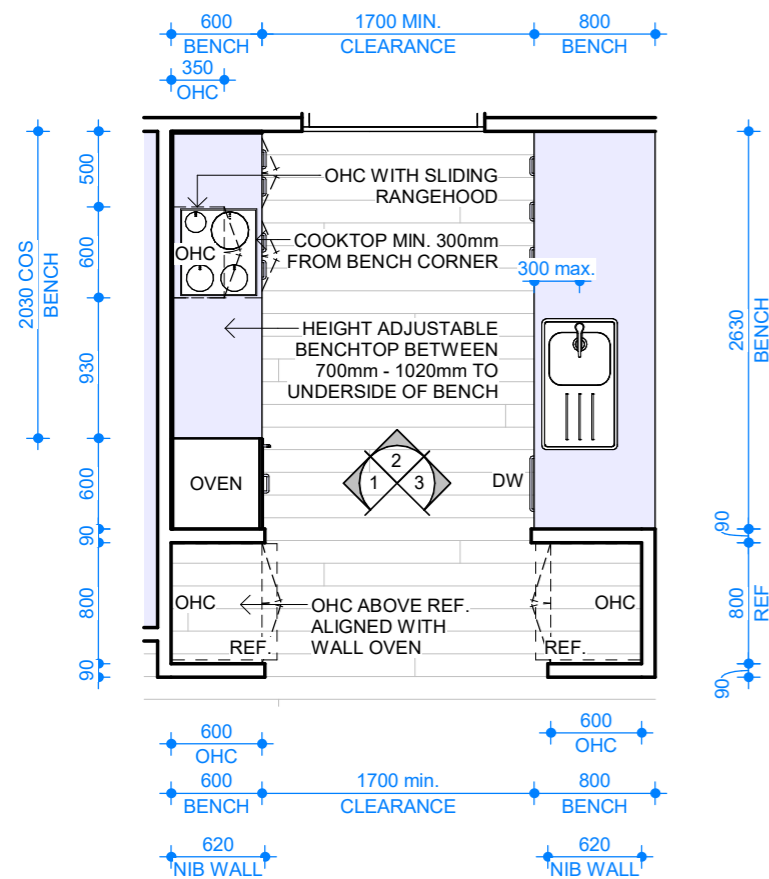 600
BENCH
1700 MIN.
CLEARANCE
800
BENCH
350
OHC
500
600
930
600
90
800
90
2030 COS
BENCH
OHC WITH SLIDING
RANGEHOOD
OHC
COOKTOP MIN. 300mm
FROM BENCH CORNER
300 max.
HEIGHT ADJUSTABLE
BENCHTOP BETWEEN
700mm - 1020mm TO
UNDERSIDE OF BENCH
2630
BENCH
OVEN
2
1
3
DW
90
800
REF
90
OHC
OHC ABOVE REF.
ALIGNED WITH
WALL OVEN
REF.
OHC
REF.
600
OHC
600
OHC
600
BENCH
1700 min.
CLEARANCE
800
BENCH
620
NIB WALL
620
NIB WALL